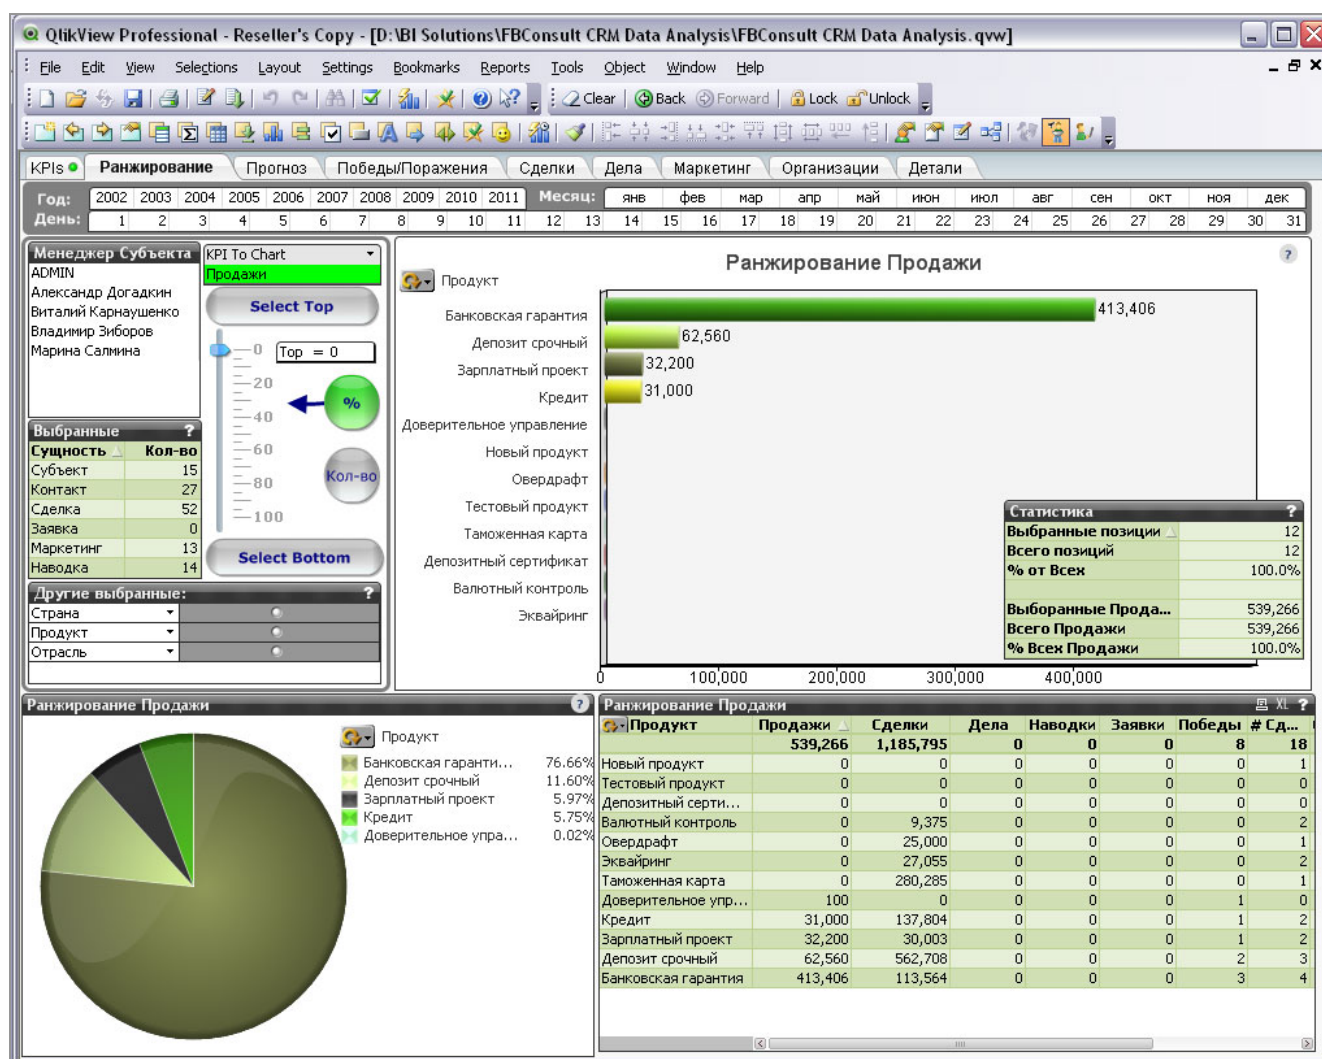 QlikView Professional - Reseller's Copy - [D:\BI Solutions\FBConsult CRM Data Analysis\FBConsult CRM Data Analysis.qvw]
File Edit View Selections Layout Settings Bookmarks Reports Tools Object Window Help
Clear Back Forward Lock Unlock
KPIs Ранжирование Прогноз Победы/Поражения Сделки Дела Маркетинг Организации Детали
Год: 2002 2003 2004 2005 2006 2007 2008 2009 2010 2011 Месяц: янв фев мар апр май июн июл авг сен окт ноя дек
День: 1 2 3 4 5 6 7 8 9 10 11 12 13 14 15 16 17 18 19 20 21 22 23 24 25 26 27 28 29 30 31
Менеджер Субъекта
ADMIN
Александр Догадкин
Виталий Карнаушенко
Владимир Зиборов
Марина Салмина
KPI To Chart
Продажи
Select Top
Top = 0
0
20
40
60
80
100
%
Кол-во
Select Bottom
Выбранные ?
Сущность Кол-во
Субъект 15
Контакт 27
Сделка 52
Заявка 0
Маркетинг 13
Наводка 14
Другие выбранные: ?
Страна
Продукт
Отрасль
Ранжирование Продажи ?
Продукт
Банковская гарантия 413,406
Депозит срочный 62,560
Зарплатный проект 32,200
Кредит 31,000
Доверительное управление
Новый продукт
Овердрафт
Тестовый продукт
Таможенная карта
Депозитный сертификат
Валютный контроль
Эквайринг
0 100,000 200,000 300,000 400,000
Статистика ?
Выбранные позиции 12
Всего позиций 12
% от Всех 100.0%
Выборанные Прода... 539,266
Всего Продажи 539,266
% Всех Продажи 100.0%
Ранжирование Продажи ?
Продукт
Банковская гаранти... 76.66%
Депозит срочный 11.60%
Зарплатный проект 5.97%
Кредит 5.75%
Доверительное упра... 0.02%
Ранжирование Продажи XL ?
Продукт Продажи Сделки Дела Наводки Заявки Победы # Сд...
539,266 1,185,795 0 0 0 8 18
Новый продукт 0 0 0 0 0 0 1
Тестовый продукт 0 0 0 0 0 0 0
Депозитный серти... 0 0 0 0 0 0 0
Валютный контроль 0 9,375 0 0 0 0 2
Овердрафт 0 25,000 0 0 0 0 1
Эквайринг 0 27,055 0 0 0 0 2
Таможенная карта 0 280,285 0 0 0 0 1
Доверительное упр... 100 0 0 0 0 1 0
Кредит 31,000 137,804 0 0 0 1 2
Зарплатный проект 32,200 30,003 0 0 0 1 2
Депозит срочный 62,560 562,708 0 0 0 2 3
Банковская гарантия 413,406 113,564 0 0 0 3 4